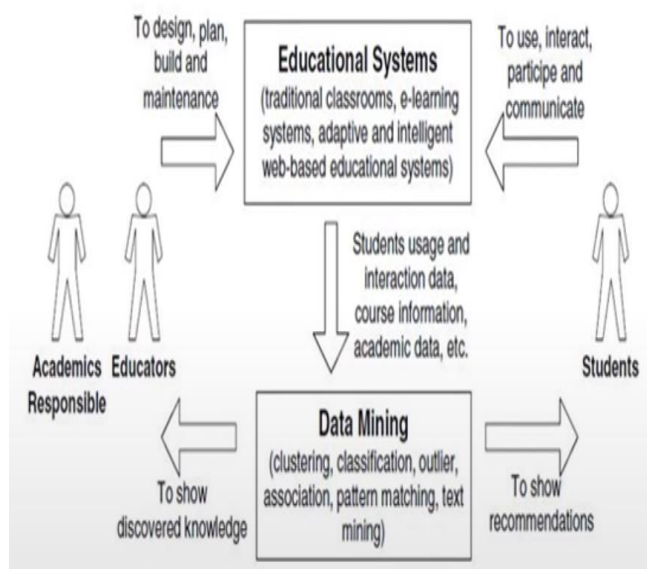 To design, plan,
build and
maintenance
Educational Systems
(traditional classrooms, e-learning
systems, adaptive and intelligent
web-based educational systems)
To use, interact,
participe and
communicate
Students usage and
interaction data,
course information,
academic data, etc.
Academics
Responsible
Educators
Students
Data Mining
(clustering, classification, outlier,
association, pattern matching, text
mining)
To show
discovered knowledge
To show
recommendations